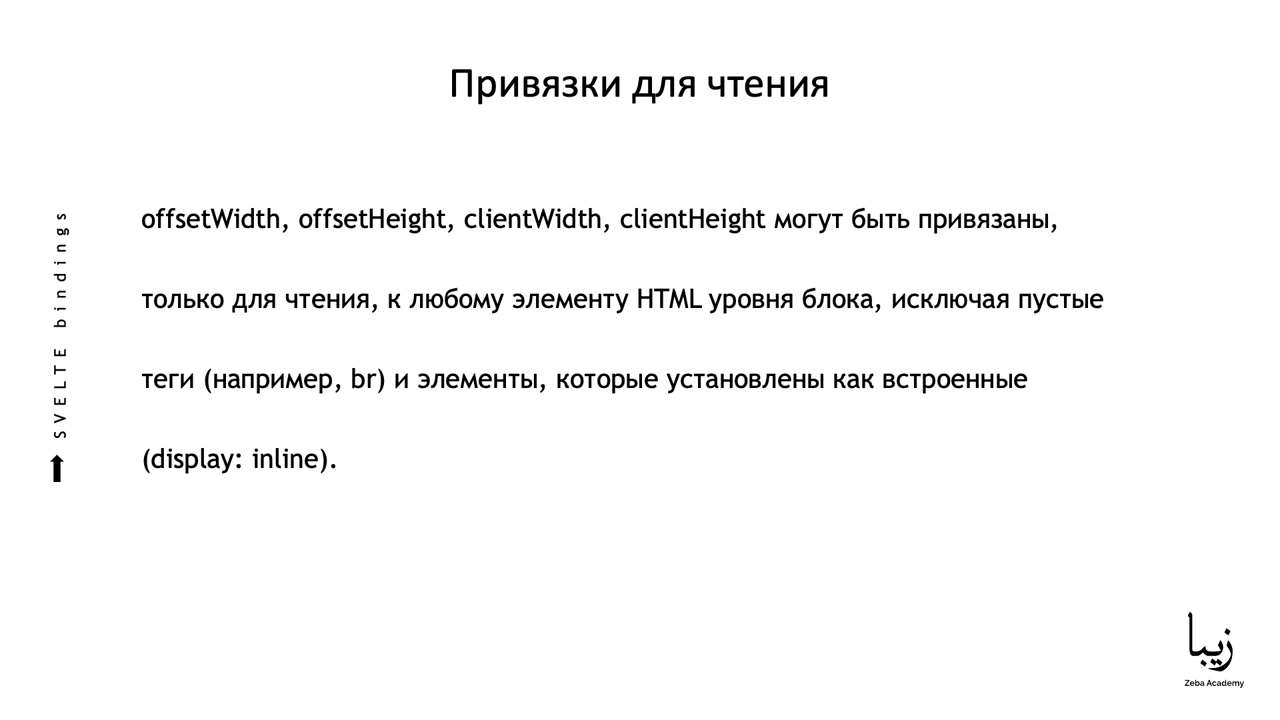 Привязки для чтения
offsetWidth, offsetHeight, clientWidth, clientHeight могут быть привязаны,
только для чтения, к любому элементу HTML уровня блока, исключая пустые
теги (например, br) и элементы, которые установлены как встроенные
(display: inline).
SVELTE bindings
زیبا
Zeba Academy